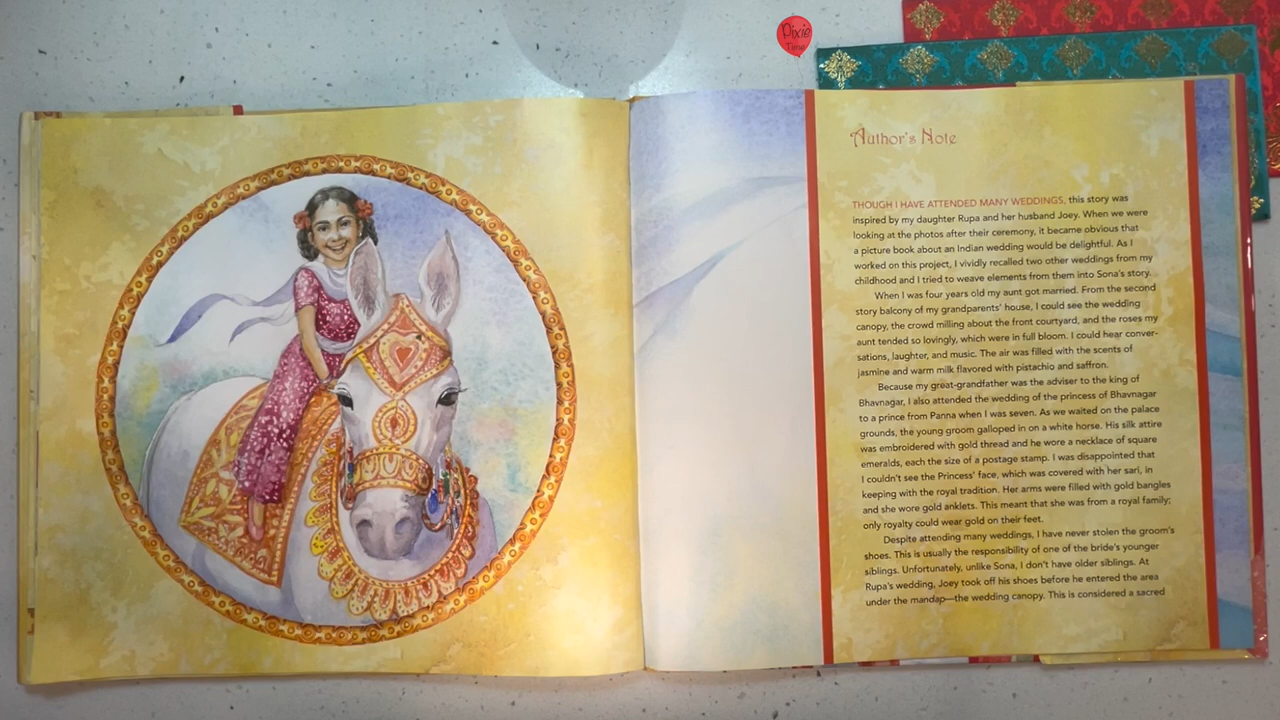 Pixie
Time
Author's Note
THOUGH I HAVE ATTENDED MANY WEDDINGS, this story was
inspired by my daughter Rupa and her husband Joey. When we were
looking at the photos after their ceremony, it became obvious that
a picture book about an Indian wedding would be delightful. As I
worked on this project, I vividly recalled two other weddings from my
childhood and I tried to weave elements from them into Sona's story.
When I was four years old my aunt got married. From the second
story balcony of my grandparents' house, I could see the wedding
canopy, the crowd milling about the front courtyard, and the roses my
aunt tended so lovingly, which were in full bloom. I could hear conver-
sations, laughter, and music. The air was filled with the scents of
jasmine and warm milk flavored with pistachio and saffron.
Because my great-grandfather was the adviser to the king of
Bhavnagar, I also attended the wedding of the princess of Bhavnagar
to a prince from Panna when I was seven. As we waited on the palace
grounds, the young groom galloped in on a white horse. His silk attire
was embroidered with gold thread and he wore a necklace of square
emeralds, each the size of a postage stamp. I was disappointed that
I couldn't see the Princess' face, which was covered with her sari, in
keeping with the royal tradition. Her arms were filled with gold bangles
and she wore gold anklets. This meant that she was from a royal family;
only royalty could wear gold on their feet.
Despite attending many weddings, I have never stolen the groom's
shoes. This is usually the responsibility of one of the bride's younger
siblings. Unfortunately, unlike Sona, I don't have older siblings. At
Rupa's wedding, Joey took off his shoes before he entered the area
under the mandap—the wedding canopy. This is considered a sacred